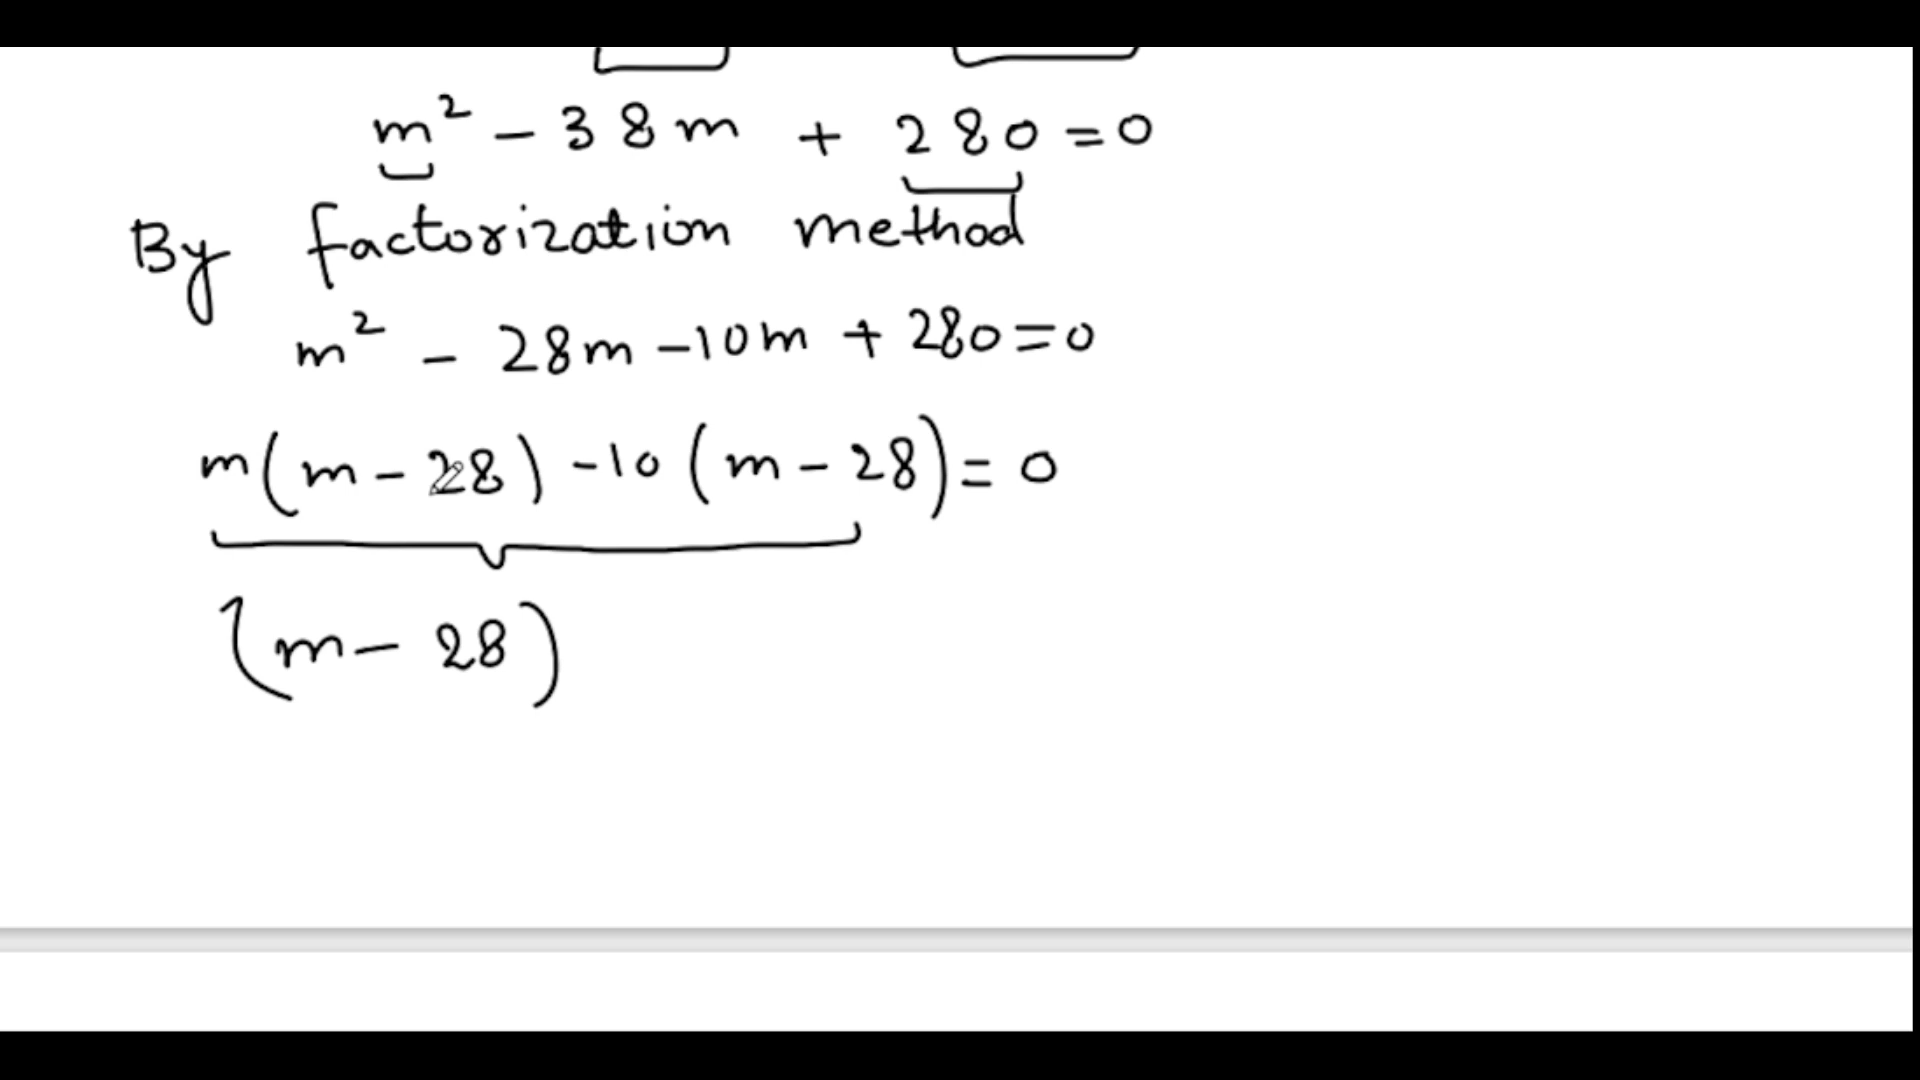 m² - 38m + 280 = 0
By factorization method
m² - 28m - 10m + 280 = 0
m(m - 28) - 10(m - 28) = 0
(m - 28)